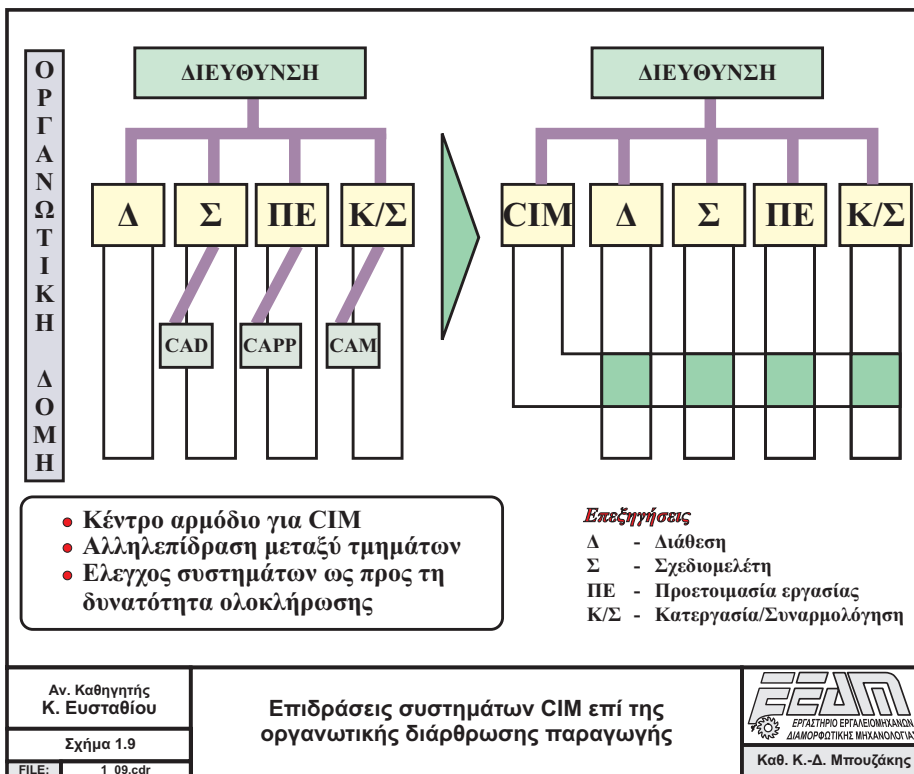 ΟΡΓΑΝΩΤΙΚΗ ΔΟΜΗ
ΔΙΕΥΘΥΝΣΗ
Δ Σ ΠΕ Κ/Σ
CAD CAPP CAM
ΔΙΕΥΘΥΝΣΗ
CIM Δ Σ ΠΕ Κ/Σ
Κέντρο αρμόδιο για CIM
Αλληλεπίδραση μεταξύ τμημάτων
Ελεγχος συστημάτων ως προς τη
δυνατότητα ολοκλήρωσης
Επεξηγήσεις
Δ - Διάθεση
Σ - Σχεδιομελέτη
ΠΕ - Προετοιμασία εργασίας
Κ/Σ - Κατεργασία/Συναρμολόγηση
Αν. Καθηγητής
Κ. Ευσταθίου
Σχήμα 1.9
FILE: 1_09.cdr
Επιδράσεις συστημάτων CIM επί της
οργανωτικής διάρθρωσης παραγωγής
ΕΕΔΜ
ΕΡΓΑΣΤΗΡΙΟ ΕΡΓΑΛΕΙΟΜΗΧΑΝΩΝ
ΔΙΑΜΟΡΦΩΤΙΚΗΣ ΜΗΧΑΝΟΛΟΓΙΑΣ
Καθ. Κ.-Δ. Μπουζάκης